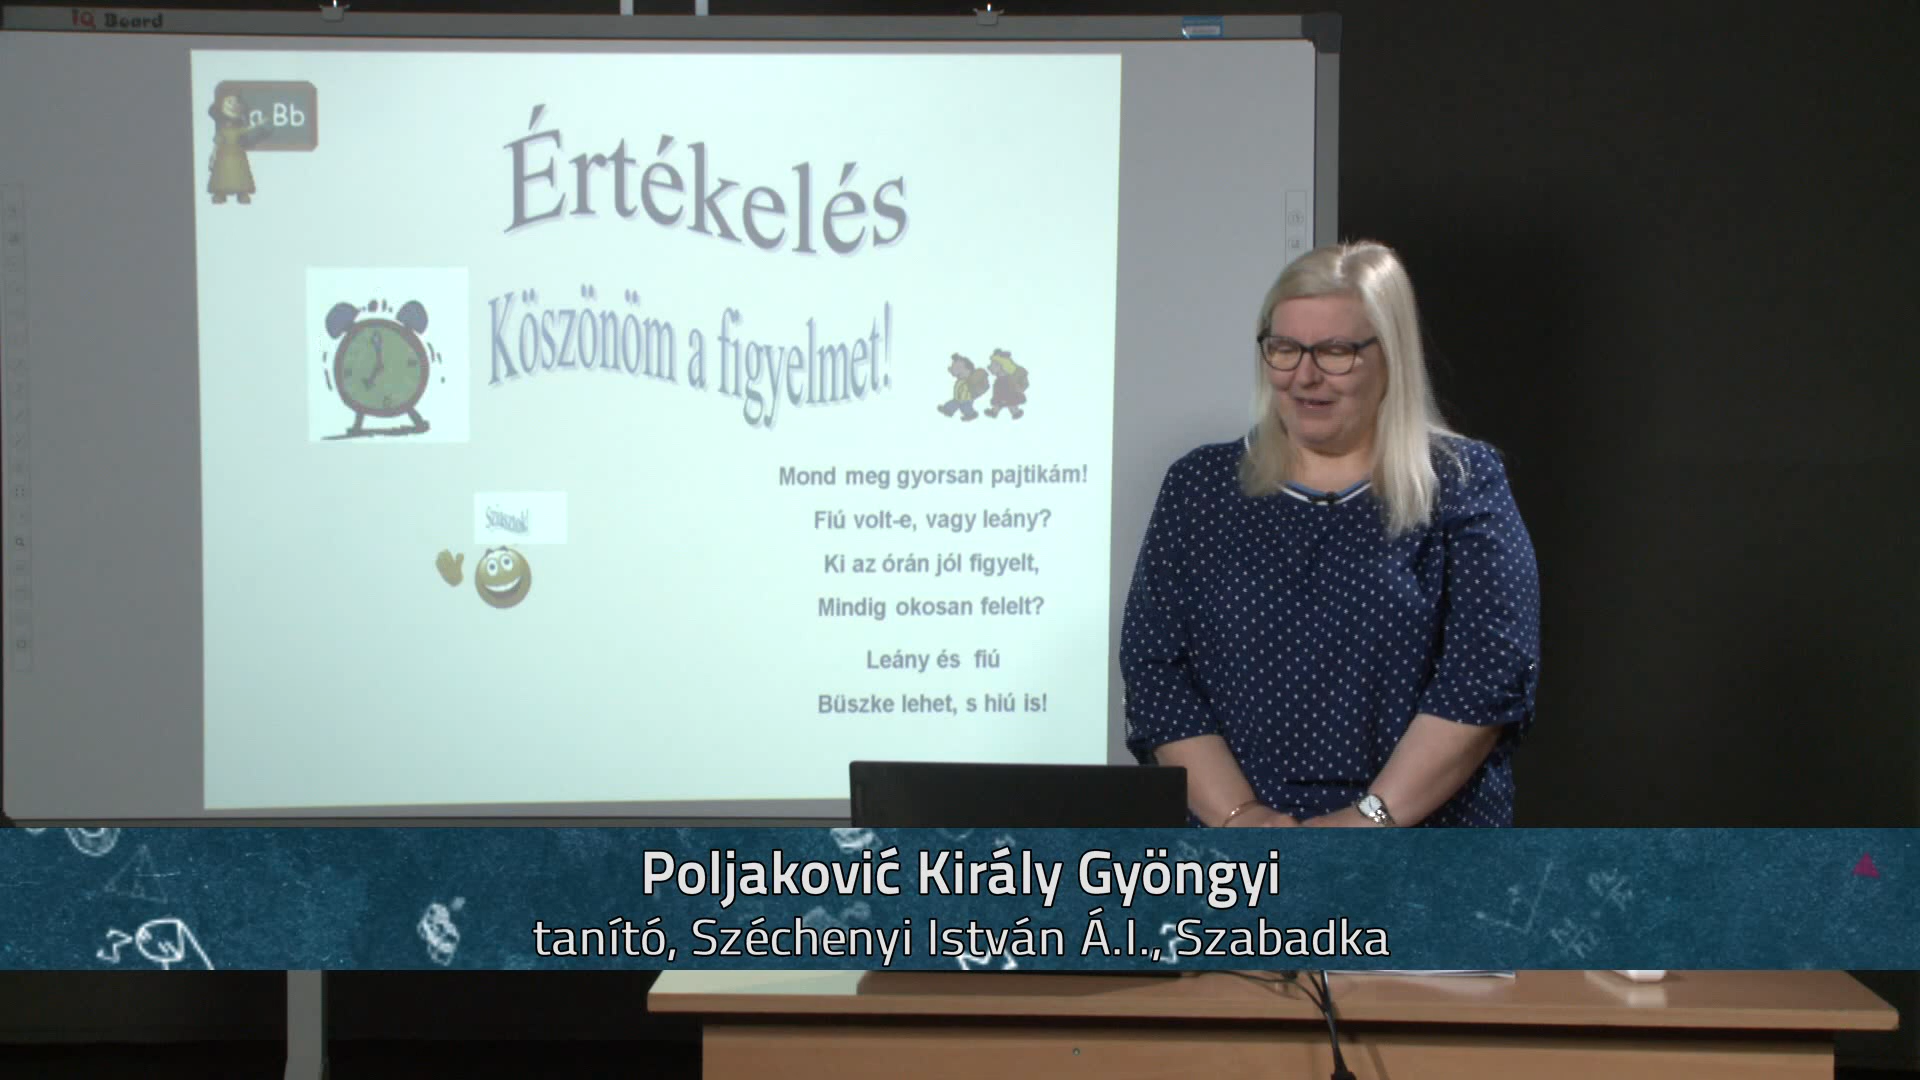 IQ Board
n Bb
Értékelés
Köszönöm a figyelmet!
Mond meg gyorsan pajtikám!
Fiú volt-e, vagy leány?
Sziasztok!
Ki az órán jól figyelt,
Mindig okosan felelt?
Leány és fiú
Büszke lehet, s hiú is!
Poljaković Király Gyöngyi
tanító, Széchenyi István Á.I., Szabadka